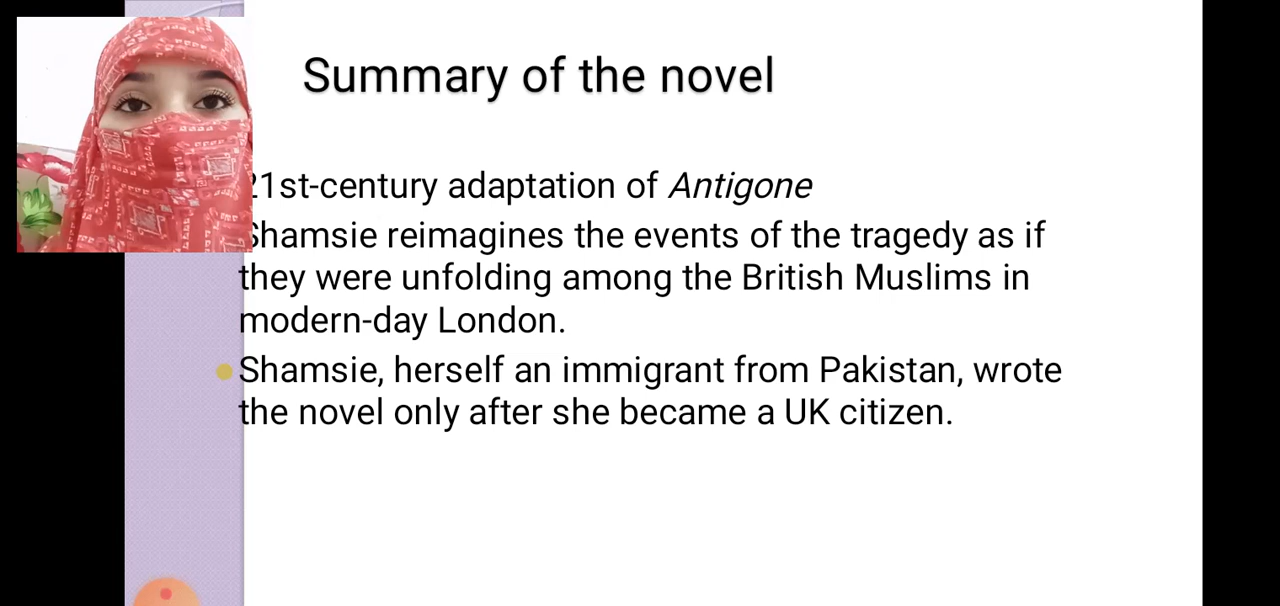 Summary of the novel
21st-century adaptation of Antigone
Shamsie reimagines the events of the tragedy as if
they were unfolding among the British Muslims in
modern-day London.
Shamsie, herself an immigrant from Pakistan, wrote
the novel only after she became a UK citizen.